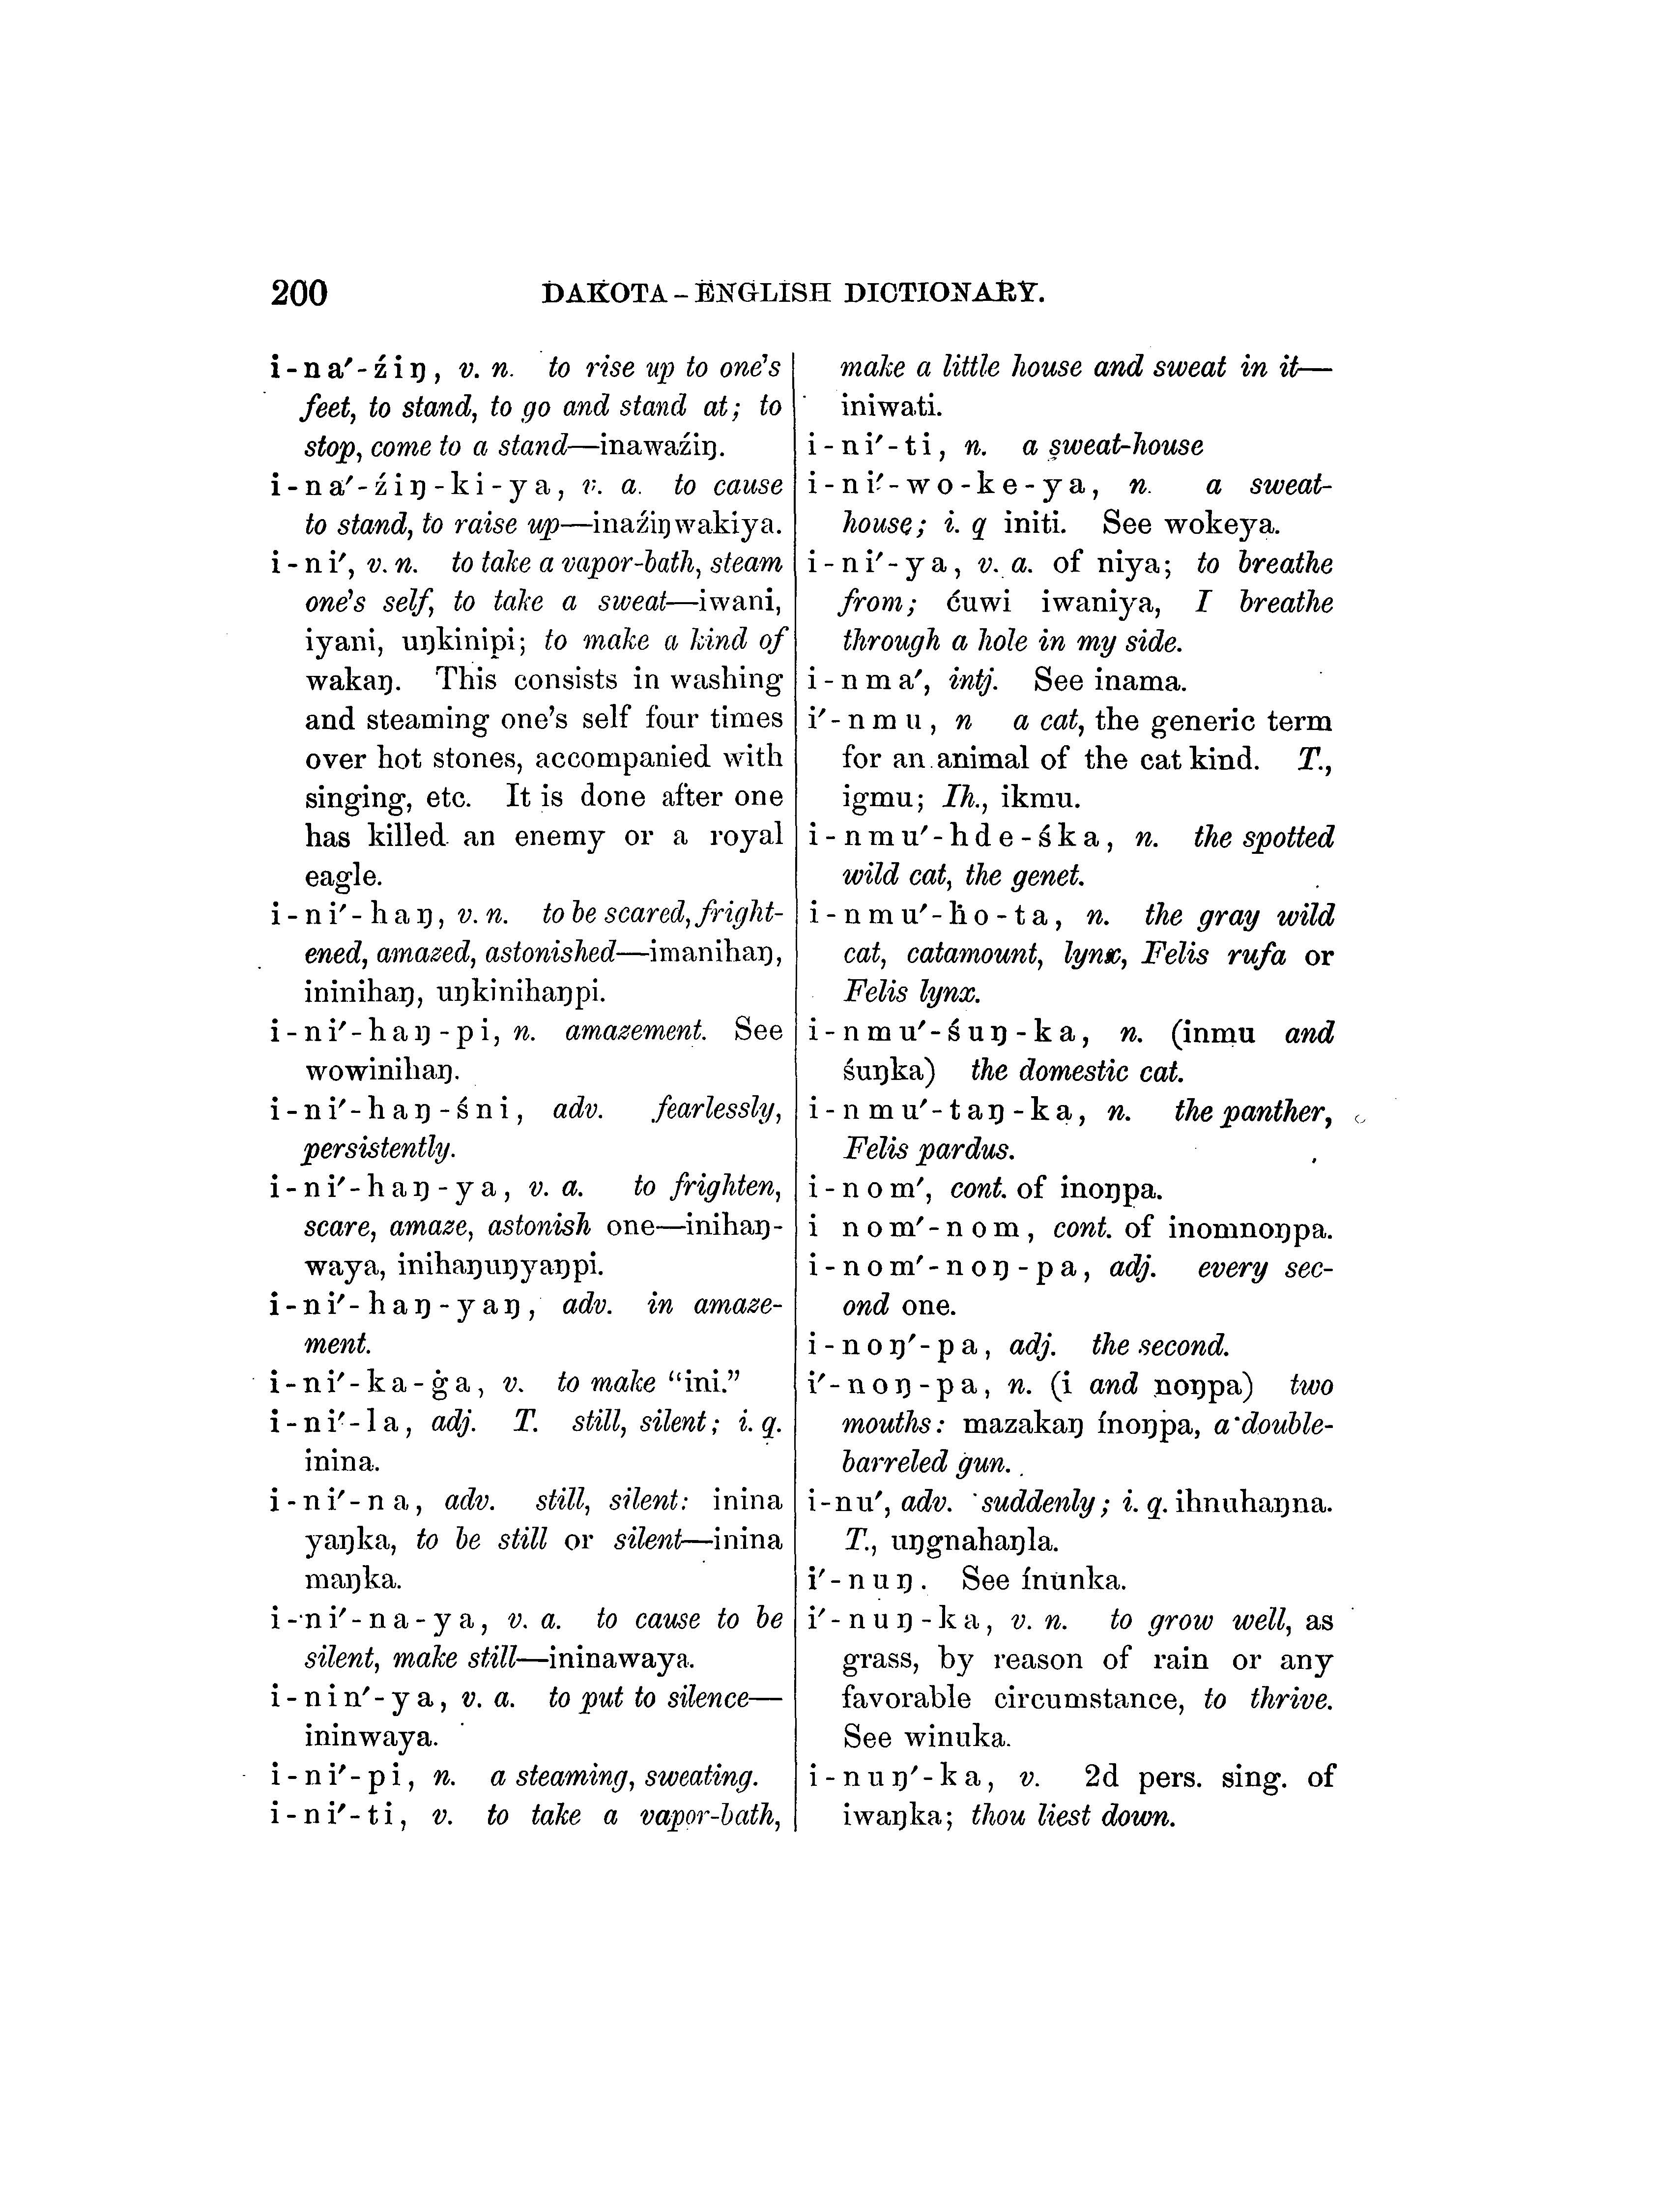 200 DAKOTA-ENGLISH DICTIONARY.
i-na′-źiŋ, v. n. to rise up to one's
feet, to stand, to go and stand at; to
stop, come to a stand—inawaźiŋ.
i-na′-źiŋ-ki-ya, v. a. to cause
to stand, to raise up—inaźiŋwakiya.
i-ni′, v. n. to take a vapor-bath, steam
one's self, to take a sweat—iwani,
iyani, uŋkinipi; to make a kind of
wakaŋ. This consists in washing
and steaming one's self four times
over hot stones, accompanied with
singing, etc. It is done after one
has killed an enemy or a royal
eagle.
i-ni′-haŋ, v. n. to be scared, fright-
ened, amazed, astonished—imanihaŋ,
ininihaŋ, uŋkinihaŋpi.
i-ni′-haŋ-pi, n. amazement. See
wowinihaŋ.
i-ni′-haŋ-śni, adv. fearlessly,
persistently.
i-ni′-haŋ-ya, v. a. to frighten,
scare, amaze, astonish one—inihaŋ-
waya, inihaŋuŋyaŋpi.
i-ni′-haŋ-yaŋ, adv. in amaze-
ment.
i-ni′-ka-ġa, v. to make "ini."
i-ni′-la, adj. T. still, silent; i. q.
inina.
i-ni′-na, adv. still, silent: inina
yaŋka, to be still or silent—inina
maŋka.
i-ni′-na-ya, v. a. to cause to be
silent, make still—ininawaya.
i-nin′-ya, v. a. to put to silence—
ininwaya.
i-ni′-pi, n. a steaming, sweating.
i-ni′-ti, v. to take a vapor-bath,
make a little house and sweat in it—
iniwati.
i-ni′-ti, n. a sweat-house
i-ni′-wo-ke-ya, n. a sweat-
house; i. q initi. See wokeya.
i-ni′-ya, v. a. of niya; to breathe
from; ćuwi iwaniya, I breathe
through a hole in my side.
i-nma′, intj. See inama.
i′-nmu, n a cat, the generic term
for an animal of the cat kind. T.,
igmu; Ih., ikmu.
i-nmu′-hde-śka, n. the spotted
wild cat, the genet.
i-nmu′-ḣo-ta, n. the gray wild
cat, catamount, lynx, Felis rufa or
Felis lynx.
i-nmu′-śuŋ-ka, n. (inmu and
śuŋka) the domestic cat.
i-nmu′-taŋ-ka, n. the panther,
Felis pardus.
i-nom′, cont. of inoŋpa.
i nom′-nom, cont. of inomnoŋpa.
i-nom′-noŋ-pa, adj. every sec-
ond one.
i-noŋ′-pa, adj. the second.
i′-noŋ-pa, n. (i and noŋpa) two
mouths: mazakaŋ ínoŋpa, a double-
barreled gun.
i-nu′, adv. suddenly; i. q. ihnuhaŋna.
T., uŋgnahaŋla.
i′-nuŋ. See ínunka.
i′-nuŋ-ka, v. n. to grow well, as
grass, by reason of rain or any
favorable circumstance, to thrive.
See winuka.
i-nuŋ′-ka, v. 2d pers. sing. of
iwaŋka; thou liest down.